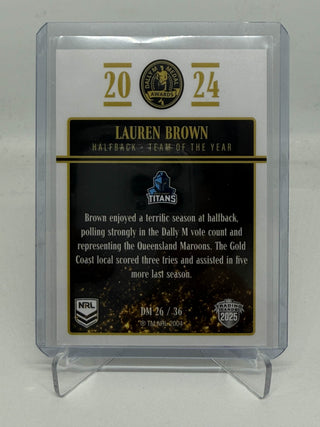 20 24
DALLY M MEDAL
AWARDS
LAUREN BROWN
HALFBACK - TEAM OF THE YEAR
TITANS
Brown enjoyed a terrific season at halfback,
polling strongly in the Dally M vote count and
representing the Queensland Maroons. The Gold
Coast local scored three tries and assisted in five
more last season.
NRL
DM 26 / 36
2025